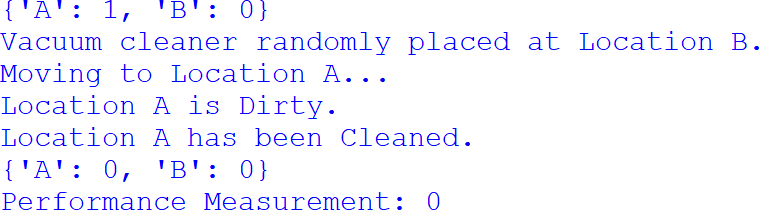 {'A': 1, 'B': 0}
Vacuum cleaner randomly placed at Location B.
Moving to Location A...
Location A is Dirty.
Location A has been Cleaned.
{'A': 0, 'B': 0}
Performance Measurement: 0